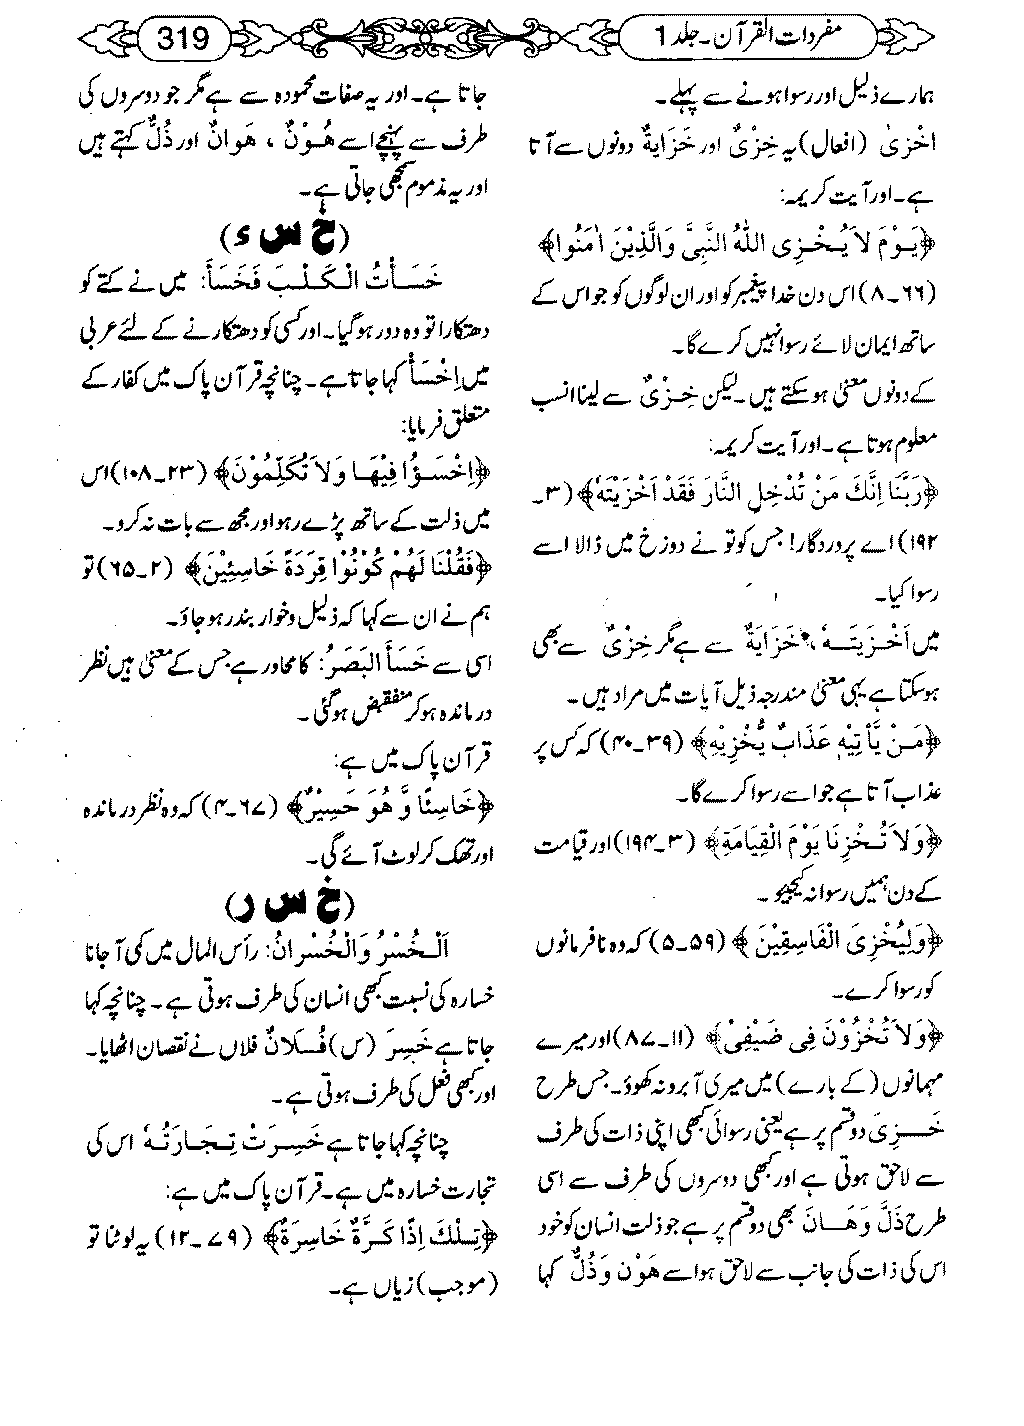 مفردات القرآن۔ جلد 1
319
ہمارے ذلیل اور رسوا ہونے سے پہلے۔
اَخْزیٰ (افعال) یہ خِزْیٌ اور خَزَایَةٌ دونوں سے آتا
ہے۔ اور آیت کریمہ:
﴿یَوْمَ لَا یُخْزِی اللّٰهُ النَّبِیَّ وَالَّذِیْنَ اٰمَنُوا﴾
(۶۶۔۸) اس دن خدا پیغمبر کو اور ان لوگوں کو جو اس کے
ساتھ ایمان لائے رسوا نہیں کرے گا۔
کے دونوں معنٰی ہو سکتے ہیں۔ لیکن خِزْیٌ سے لینا انسب
معلوم ہوتا ہے۔ اور آیت کریمہ:
﴿رَبَّنَا اِنَّكَ مَنْ تُدْخِلِ النَّارَ فَقَدْ اَخْزَیْتَهٗ﴾ (۳۔
۱۹۲) اے پروردگار! جس کو تو نے دوزخ میں ڈالا اسے
رسوا کیا۔
میں اَخْزَیْتَهٗ ، خَزَایَةٌ سے ہے مگر خِزْیٌ سے بھی
ہو سکتا ہے یہی معنٰی مندرجہ ذیل آیات میں مراد ہیں۔
﴿مَنْ یَّأْتِیْهِ عَذَابٌ یُّخْزِیْهِ﴾ (۳۹۔۴۰) کہ کس پر
عذاب آتا ہے جو اسے رسوا کرے گا۔
﴿وَلَا تُخْزِنَا یَوْمَ الْقِیَامَةِ﴾ (۳۔۱۹۴) اور قیامت
کے دن ہمیں رسوا نہ کیجیو۔
﴿وَلِیُخْزِیَ الْفَاسِقِیْنَ﴾ (۵۹۔۵) کہ وہ نافرمانوں
کو رسوا کرے۔
﴿وَلَا تُخْزُوْنَ فِی ضَیْفِیْ﴾ (۱۱۔۷۸) اور میرے
مہمانوں (کے بارے) میں میری آبرو نہ کھوؤ۔ جس طرح
خَزِیَ دو قسم پر ہے یعنی رسوائی کبھی اپنی ذات کی طرف
سے لاحق ہوتی ہے اور کبھی دوسروں کی طرف سے اسی
طرح ذَلَّ وَهَانَ بھی دو قسم پر ہے جو ذلت انسان کو خود
اس کی ذات کی جانب سے لاحق ہو اسے هَوْن وَذُلٌّ کہا
جاتا ہے۔ اور یہ صفات محمودہ سے ہے مگر جو دوسروں کی
طرف سے پہنچے اسے هُوْنٌ ، هَوانٌ اور ذُلٌّ کہتے ہیں
اور یہ مذموم سمجھی جاتی ہے۔
(خ س ء)
خَسَأْتُ الْكَلْبَ فَخَسَأَ: میں نے کتے کو
دھتکارا تو وہ دور ہو گیا۔ اور کسی کو دھتکارنے کے لئے عربی
میں اِخْسَأْ کہا جاتا ہے۔ چنانچہ قرآن پاک میں کفار کے
متعلق فرمایا:
﴿اِخْسَؤُا فِیْهَا وَلَا تُكَلِّمُوْنَ﴾ (۲۳۔۱۰۸) اس
میں ذلت کے ساتھ پڑے رہو اور مجھ سے بات نہ کرو۔
﴿فَقُلْنَا لَهُمْ كُوْنُوْا قِرَدَةً خَاسِئِیْنَ﴾ (۲۔۶۵) تو
ہم نے ان سے کہا کہ ذلیل و خوار بندر ہو جاؤ۔
اسی سے خَسَأَ الْبَصَرُ: کا محاور ہے جس کے معنٰی ہیں نظر
درماندہ ہو کر منقبض ہو گئی۔
قرآن پاک میں ہے:
﴿خَاسِئًا وَّ هُوَ حَسِیْرٌ﴾ (۶۷۔۴) کہ وہ نظر درماندہ
اور تھک کر لوٹ آئے گی۔
(خ س ر)
اَلْخُسْرُ وَالْخُسْرانُ: رأس المال میں کمی آ جاتا
خسارہ کی نسبت کبھی انسان کی طرف ہوتی ہے۔ چنانچہ کہا
جاتا ہے خَسِرَ (س) فُلَانٌ فلاں نے نقصان اٹھایا۔
اور کبھی فعل کی طرف ہوتی ہے۔
چنانچہ کہا جاتا ہے خَسِرَتْ تِجَارَتُهٗ اس کی
تجارت خسارہ میں ہے۔ قرآن پاک میں ہے:
﴿تِلْكَ اِذًا كَرَّةٌ خَاسِرَةٌ﴾ (۷۹۔۱۲) یہ لوٹنا تو
(موجب) زیاں ہے۔